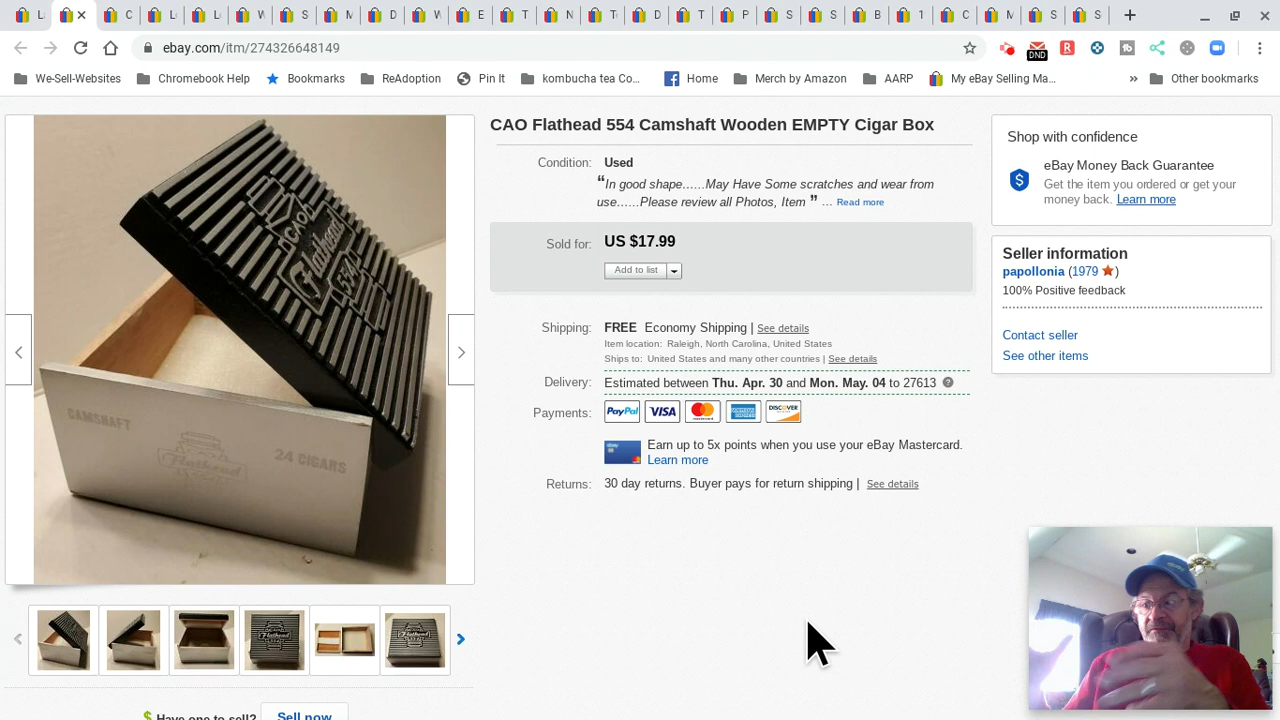 ebay.com/itm/274326648149
DND
We-Sell-Websites
Chromebook Help
Bookmarks
ReAdoption
Pin It
kombucha tea Co...
Home
Merch by Amazon
AARP
My eBay Selling Ma...
»
Other bookmarks
CAO Flathead 554 Camshaft Wooden EMPTY Cigar Box
Condition: Used
“In good shape......May Have Some scratches and wear from
use......Please review all Photos, Item ” ... Read more
Sold for: US $17.99
Add to list
Shipping: FREE Economy Shipping | See details
Item location: Raleigh, North Carolina, United States
Ships to: United States and many other countries | See details
Delivery: Estimated between Thu. Apr. 30 and Mon. May. 04 to 27613
Payments: PayPal VISA
DISCOVER
Earn up to 5x points when you use your eBay Mastercard.
Learn more
Returns: 30 day returns. Buyer pays for return shipping | See details
Shop with confidence
eBay Money Back Guarantee
Get the item you ordered or get your
money back. Learn more
Seller information
papollonia (1979 )
100% Positive feedback
Contact seller
See other items
CAO
Flathead
554
CAMSHAFT
Flathead
24 CIGARS
$ Have one to sell? Sell now